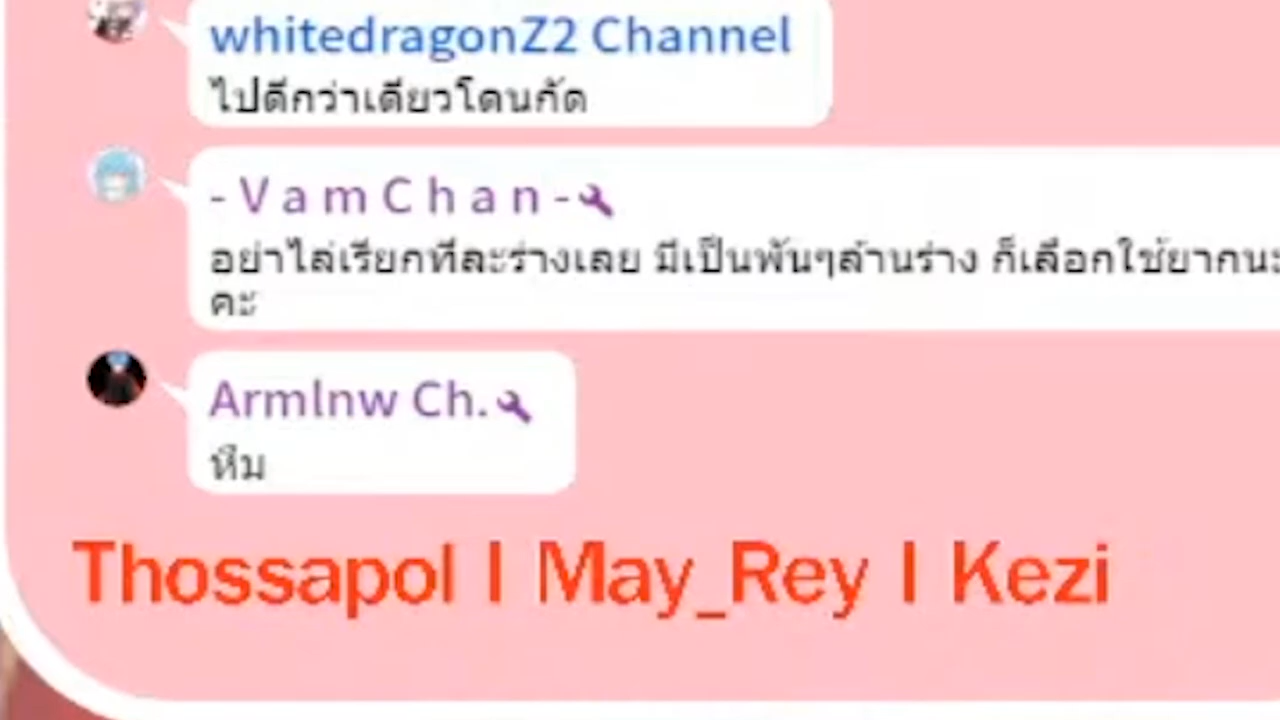 whitedragonZ2 Channel
ไปดีกว่าเดียวโดนกัด
- V a m C h a n -
อย่าไล่เรียกทีละร่างเลย มีเป็นพันๆล้านร่าง ก็เลือกใช้ยากนะ
คะ
Armlnw Ch.
หืม
Thossapol I May_Rey I Kezi